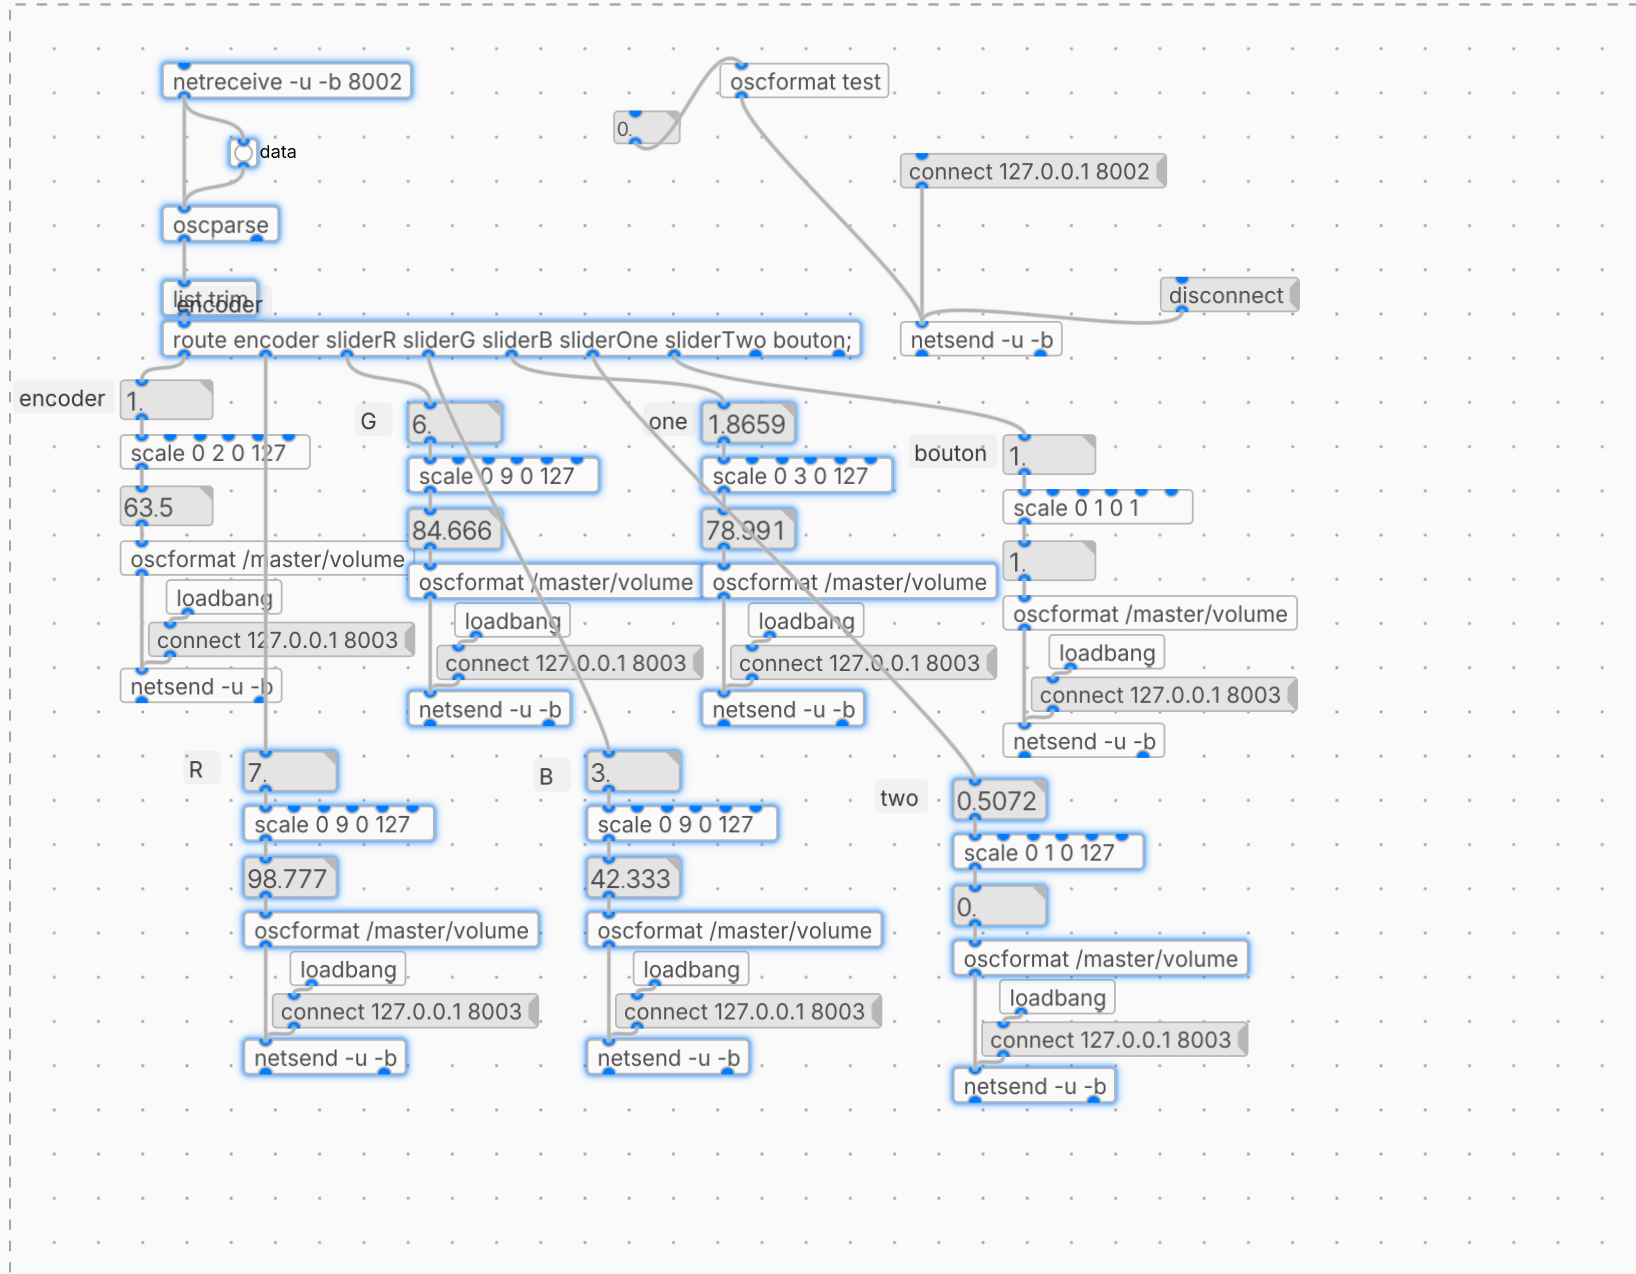 netreceive -u -b 8002
oscformat test
0.
data
connect 127.0.0.1 8002
oscparse
list trim
encoder
disconnect
route encoder sliderR sliderG sliderB sliderOne sliderTwo bouton;
netsend -u -b
encoder
1.
scale 0 2 0 127
63.5
oscformat /master/volume
loadbang
connect 127.0.0.1 8003
netsend -u -b
G
6.
scale 0 9 0 127
84.666
oscformat /master/volume
loadbang
connect 127.0.0.1 8003
netsend -u -b
one
1.8659
scale 0 3 0 127
78.991
oscformat /master/volume
loadbang
connect 127.0.0.1 8003
netsend -u -b
bouton
1.
scale 0 1 0 1
1.
oscformat /master/volume
loadbang
connect 127.0.0.1 8003
netsend -u -b
R
7.
scale 0 9 0 127
98.777
oscformat /master/volume
loadbang
connect 127.0.0.1 8003
netsend -u -b
B
3.
scale 0 9 0 127
42.333
oscformat /master/volume
loadbang
connect 127.0.0.1 8003
netsend -u -b
two
0.5072
scale 0 1 0 127
0.
oscformat /master/volume
loadbang
connect 127.0.0.1 8003
netsend -u -b